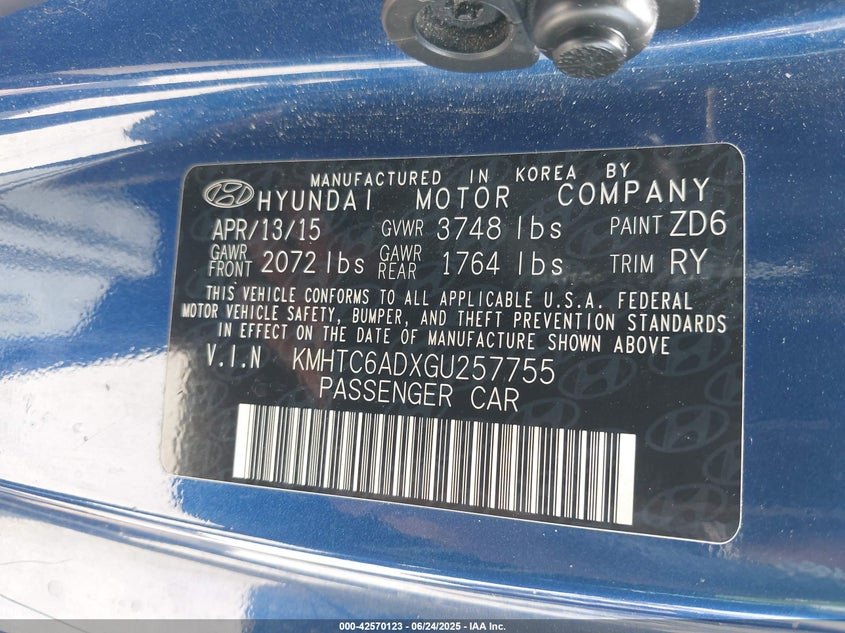 MANUFACTURED IN KOREA BY
HYUNDAI MOTOR COMPANY
APR/13/15 GVWR 3748 lbs PAINT ZD6
GAWR FRONT 2072 lbs GAWR REAR 1764 lbs TRIM RY
THIS VEHICLE CONFORMS TO ALL APPLICABLE U.S.A. FEDERAL
MOTOR VEHICLE SAFETY, BUMPER, AND THEFT PREVENTION STANDARDS
IN EFFECT ON THE DATE OF MANUFACTURE SHOWN ABOVE
V.I.N KMHTC6ADXGU257755
PASSENGER CAR
000-42570123 - 06/24/2025 - IAA Inc.